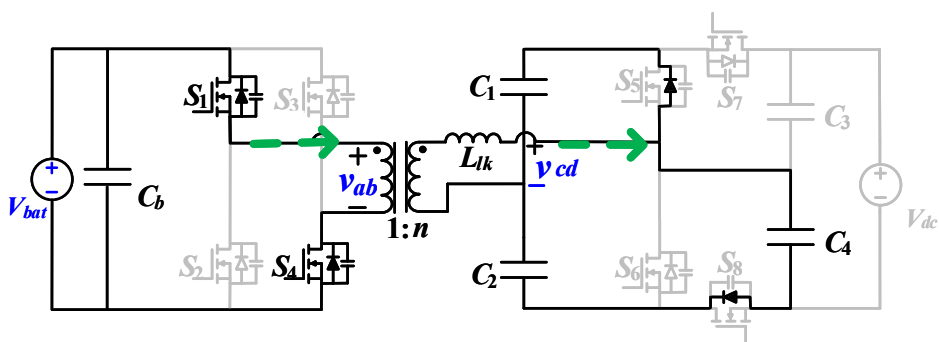 S1
S3
S2
S4
Vbat
Cb
+
−
+
vab
−
1:n
Llk
C1
C2
+
vcd
−
S5
S6
S7
S8
C3
C4
+
−
Vdc